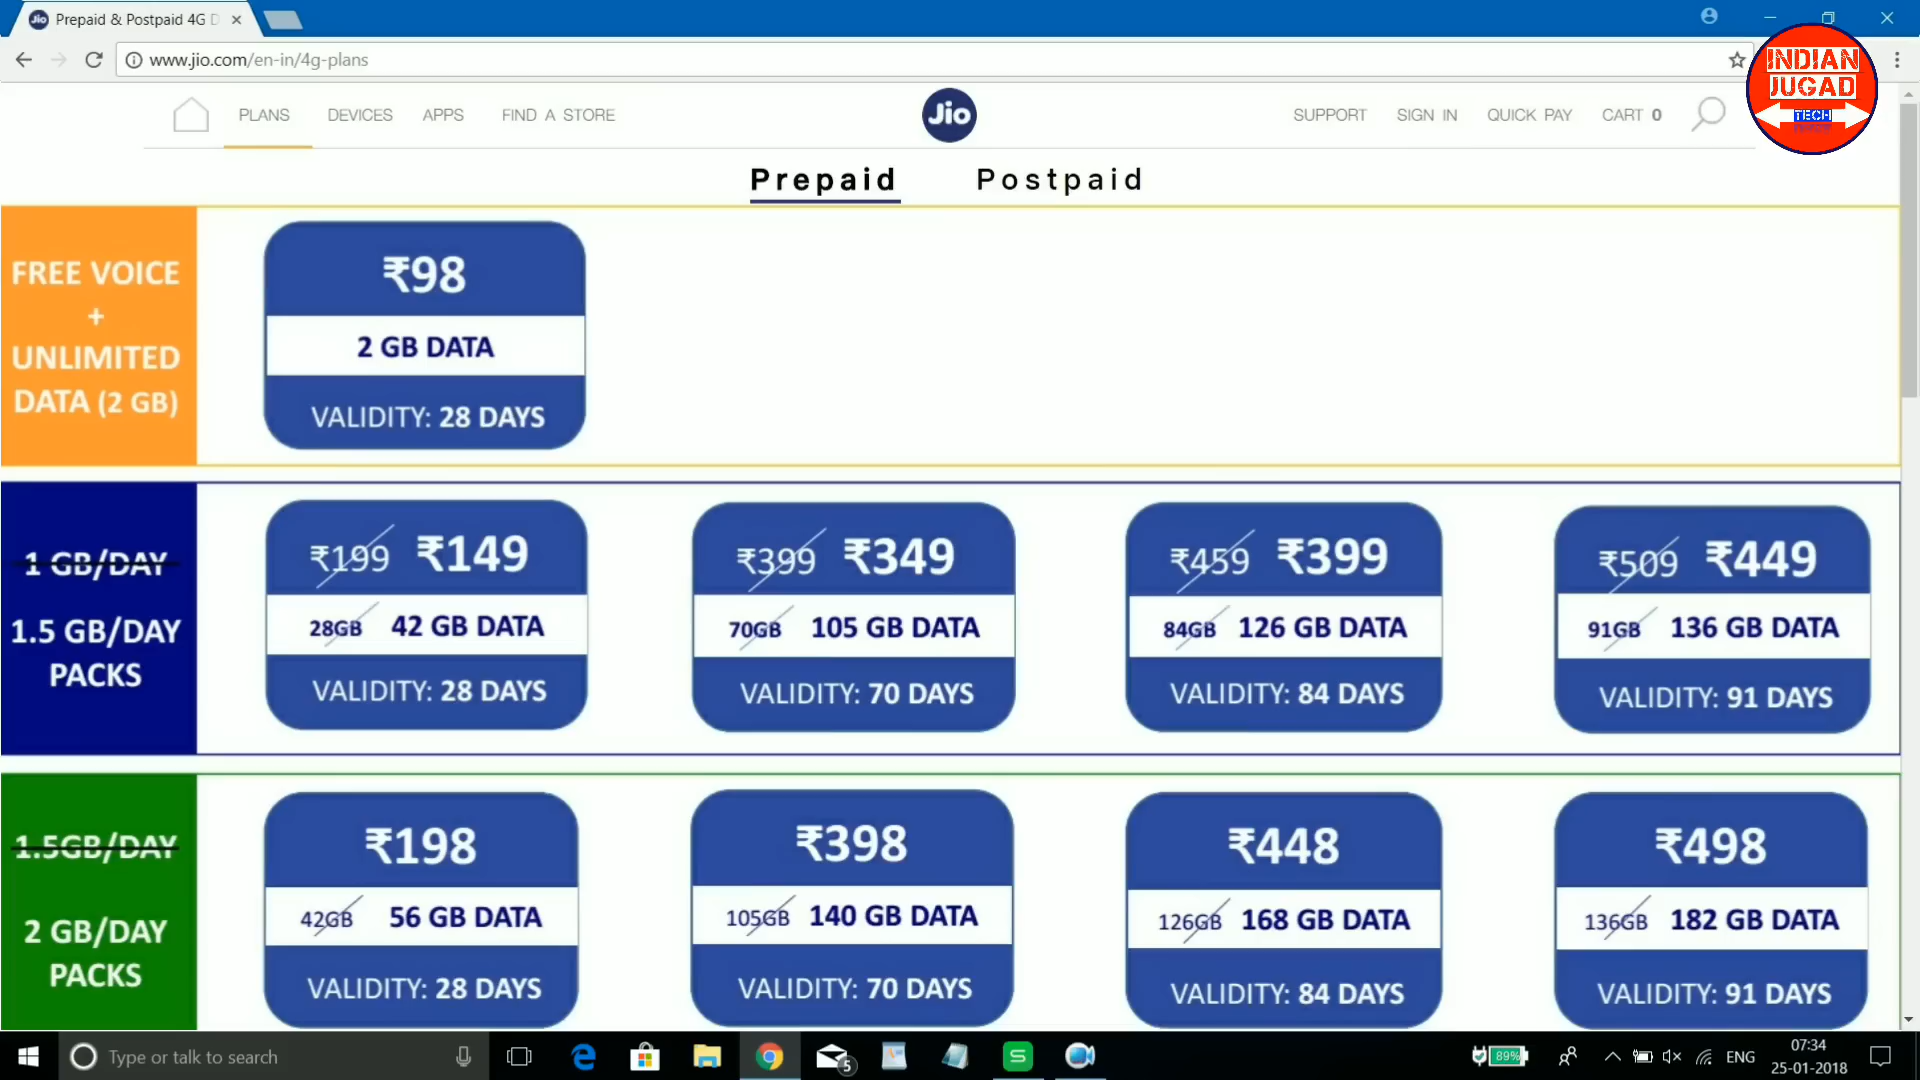 Jio Prepaid & Postpaid 4G D
www.jio.com/en-in/4g-plans
INDIAN
JUGAD
TECH
PLANS DEVICES APPS FIND A STORE Jio SUPPORT SIGN IN QUICK PAY CART 0
Prepaid Postpaid
FREE VOICE
+
UNLIMITED
DATA (2 GB)
₹98
2 GB DATA
VALIDITY: 28 DAYS
1 GB/DAY
1.5 GB/DAY
PACKS
₹199 ₹149
28GB 42 GB DATA
VALIDITY: 28 DAYS
₹399 ₹349
70GB 105 GB DATA
VALIDITY: 70 DAYS
₹459 ₹399
84GB 126 GB DATA
VALIDITY: 84 DAYS
₹509 ₹449
91GB 136 GB DATA
VALIDITY: 91 DAYS
1.5GB/DAY
2 GB/DAY
PACKS
₹198
42GB 56 GB DATA
VALIDITY: 28 DAYS
₹398
105GB 140 GB DATA
VALIDITY: 70 DAYS
₹448
126GB 168 GB DATA
VALIDITY: 84 DAYS
₹498
136GB 182 GB DATA
VALIDITY: 91 DAYS
Type or talk to search
5
S
89%
ENG
07:34
25-01-2018